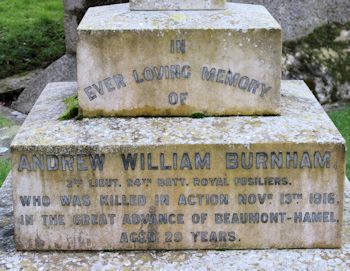 IN
EVER LOVING MEMORY
OF
ANDREW WILLIAM BURNHAM,
2ND LIEUT. 24TH BATT. ROYAL FUSILIERS.
WHO WAS KILLED IN ACTION NOVR 13TH 1916.
IN THE GREAT ADVANCE OF BEAUMONT-HAMEL,
AGED 29 YEARS.